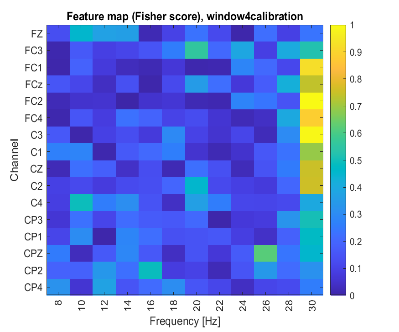 Feature map (Fisher score), window4calibration
Channel
FZ
FC3
FC1
FCz
FC2
FC4
C3
C1
CZ
C2
C4
CP3
CP1
CPZ
CP2
CP4
8 10 12 14 16 18 20 22 24 26 28 30
Frequency [Hz]
1
0.9
0.8
0.7
0.6
0.5
0.4
0.3
0.2
0.1
0